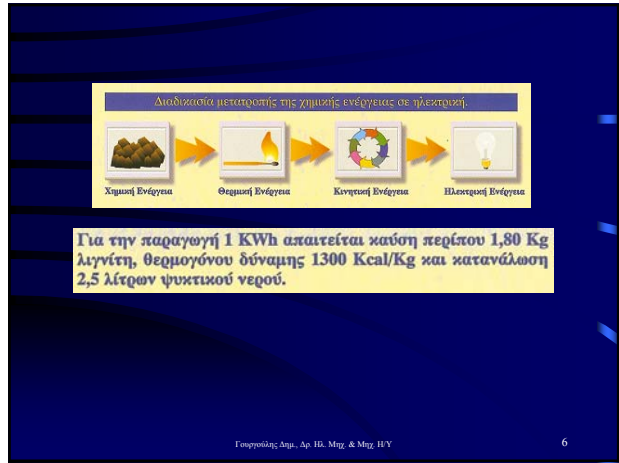 Διαδικασία μετατροπής της χημικής ενέργειας σε ηλεκτρική.
Χημική Ενέργεια Θερμική Ενέργεια Κινητική Ενέργεια Ηλεκτρική Ενέργεια
Για την παραγωγή 1 KWh απαιτείται καύση περίπου 1,80 Kg
λιγνίτη, θερμογόνου δύναμης 1300 Kcal/Kg και κατανάλωση
2,5 λίτρων ψυκτικού νερού.
Γουργούλης Δημ., Δρ. Ηλ. Μηχ. & Μηχ. Η/Υ
6